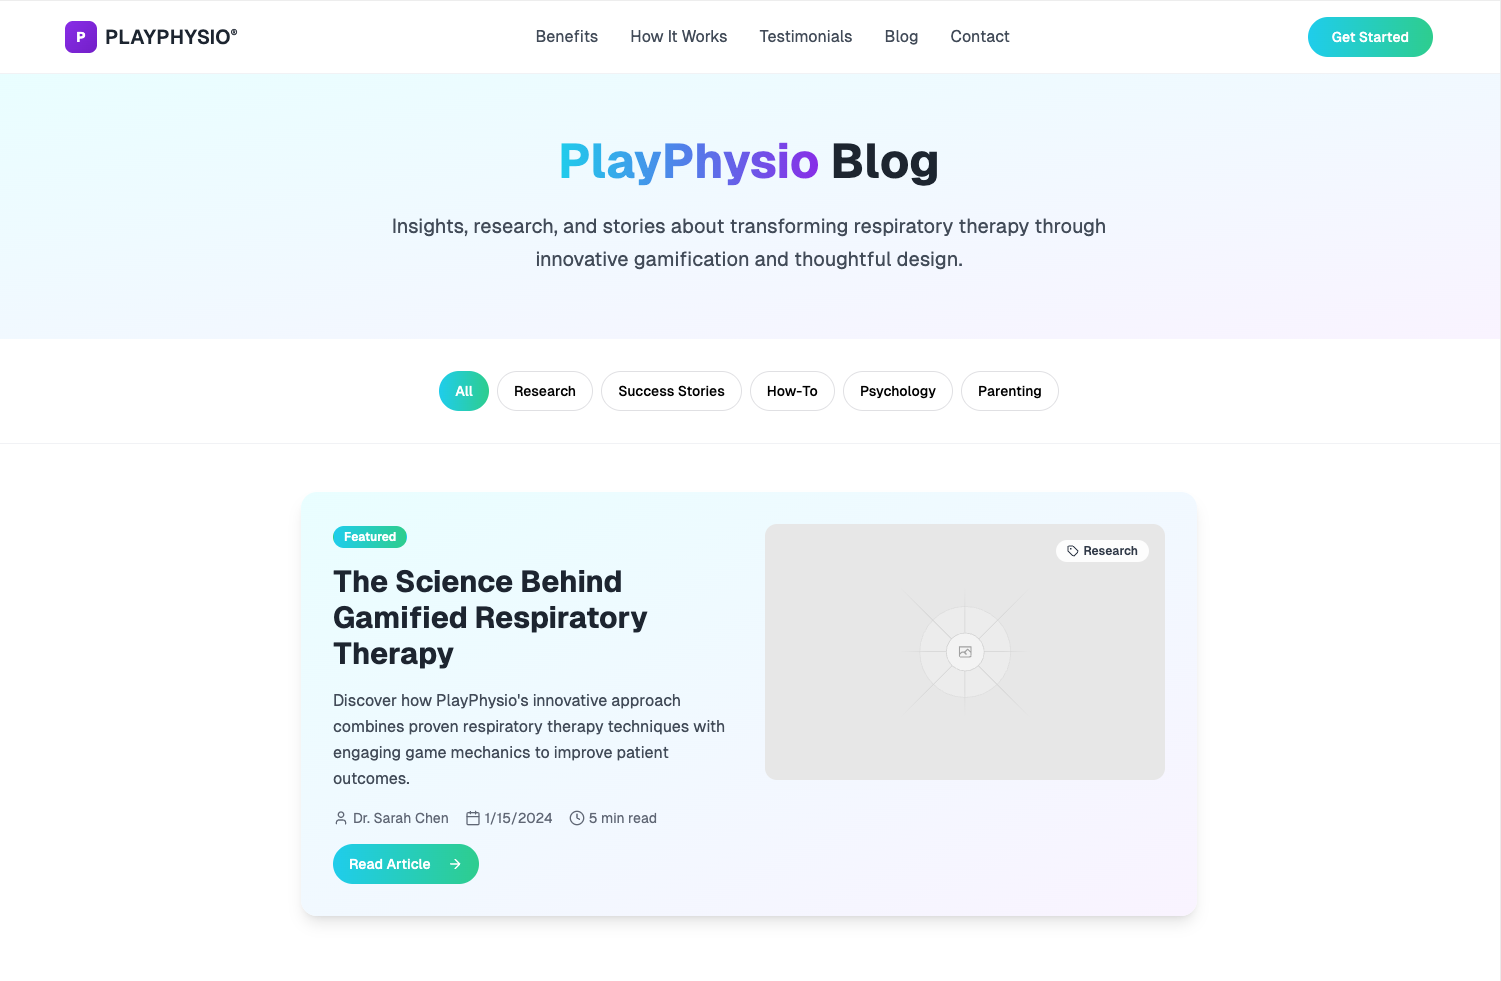 P PLAYPHYSIO®
Benefits How It Works Testimonials Blog Contact
Get Started
PlayPhysio Blog
Insights, research, and stories about transforming respiratory therapy through
innovative gamification and thoughtful design.
All Research Success Stories How-To Psychology Parenting
Featured
The Science Behind
Gamified Respiratory
Therapy
Discover how PlayPhysio's innovative approach
combines proven respiratory therapy techniques with
engaging game mechanics to improve patient
outcomes.
Dr. Sarah Chen 1/15/2024 5 min read
Read Article
Research